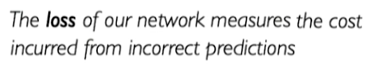 The loss of our network measures the cost
incurred from incorrect predictions